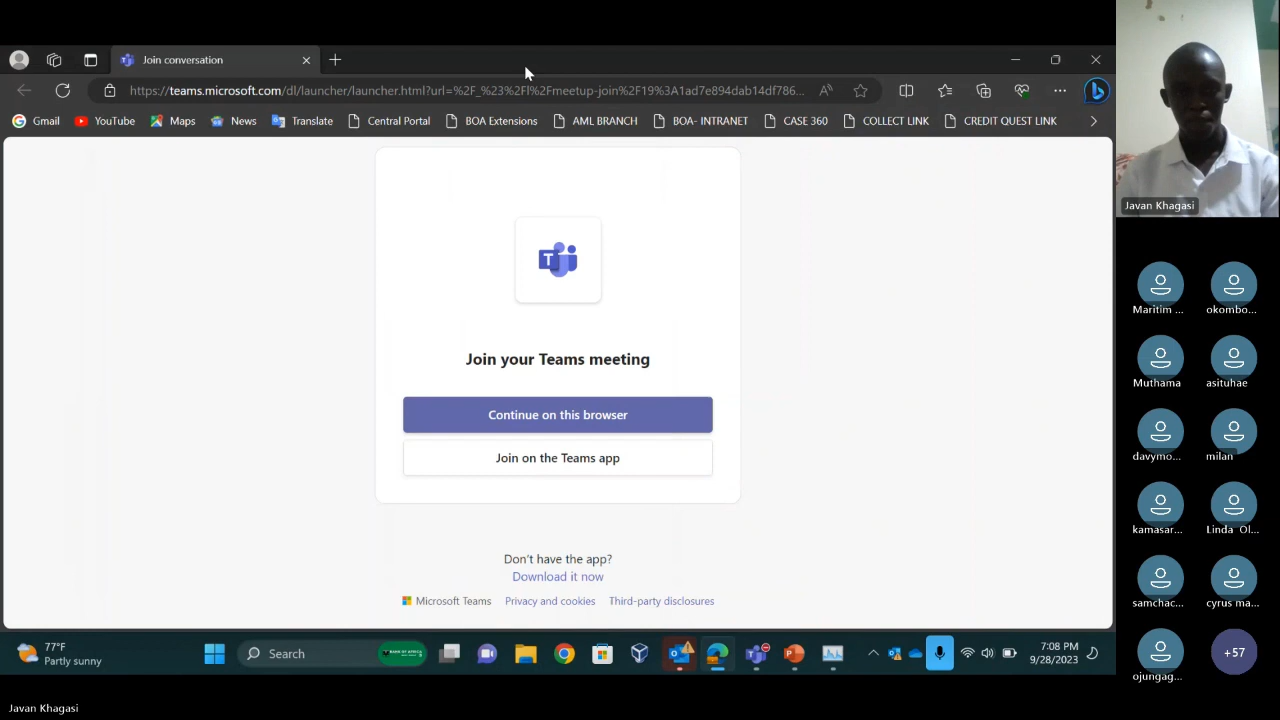 Join conversation
https://teams.microsoft.com/dl/launcher/launcher.html?url=%2F_%23%2Fl%2Fmeetup-join%2F19%3A1ad7e894dab14df786...
Gmail YouTube Maps News Translate Central Portal BOA Extensions AML BRANCH BOA- INTRANET CASE 360 COLLECT LINK CREDIT QUEST LINK
Join your Teams meeting
Continue on this browser
Join on the Teams app
Don't have the app?
Download it now
Microsoft Teams Privacy and cookies Third-party disclosures
77°F
Partly sunny
Search
BANK OF AFRICA
7:08 PM
9/28/2023
Javan Khagasi
Maritim ... okombo...
Muthama asituhae
davymo... milan
kamasar... Linda Ol...
samchac... cyrus ma...
ojungag... +57
Javan Khagasi